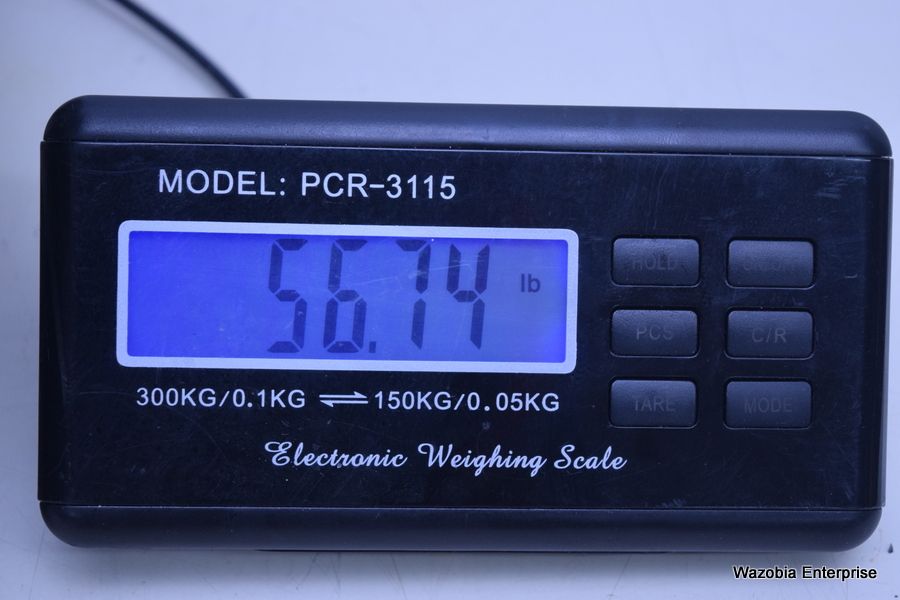 MODEL: PCR-3115
56.74 lb
HOLD
PCS C/R
TARE MODE
300KG/0.1KG ⇌ 150KG/0.05KG
Electronic Weighing Scale
Wazobia Enterprise